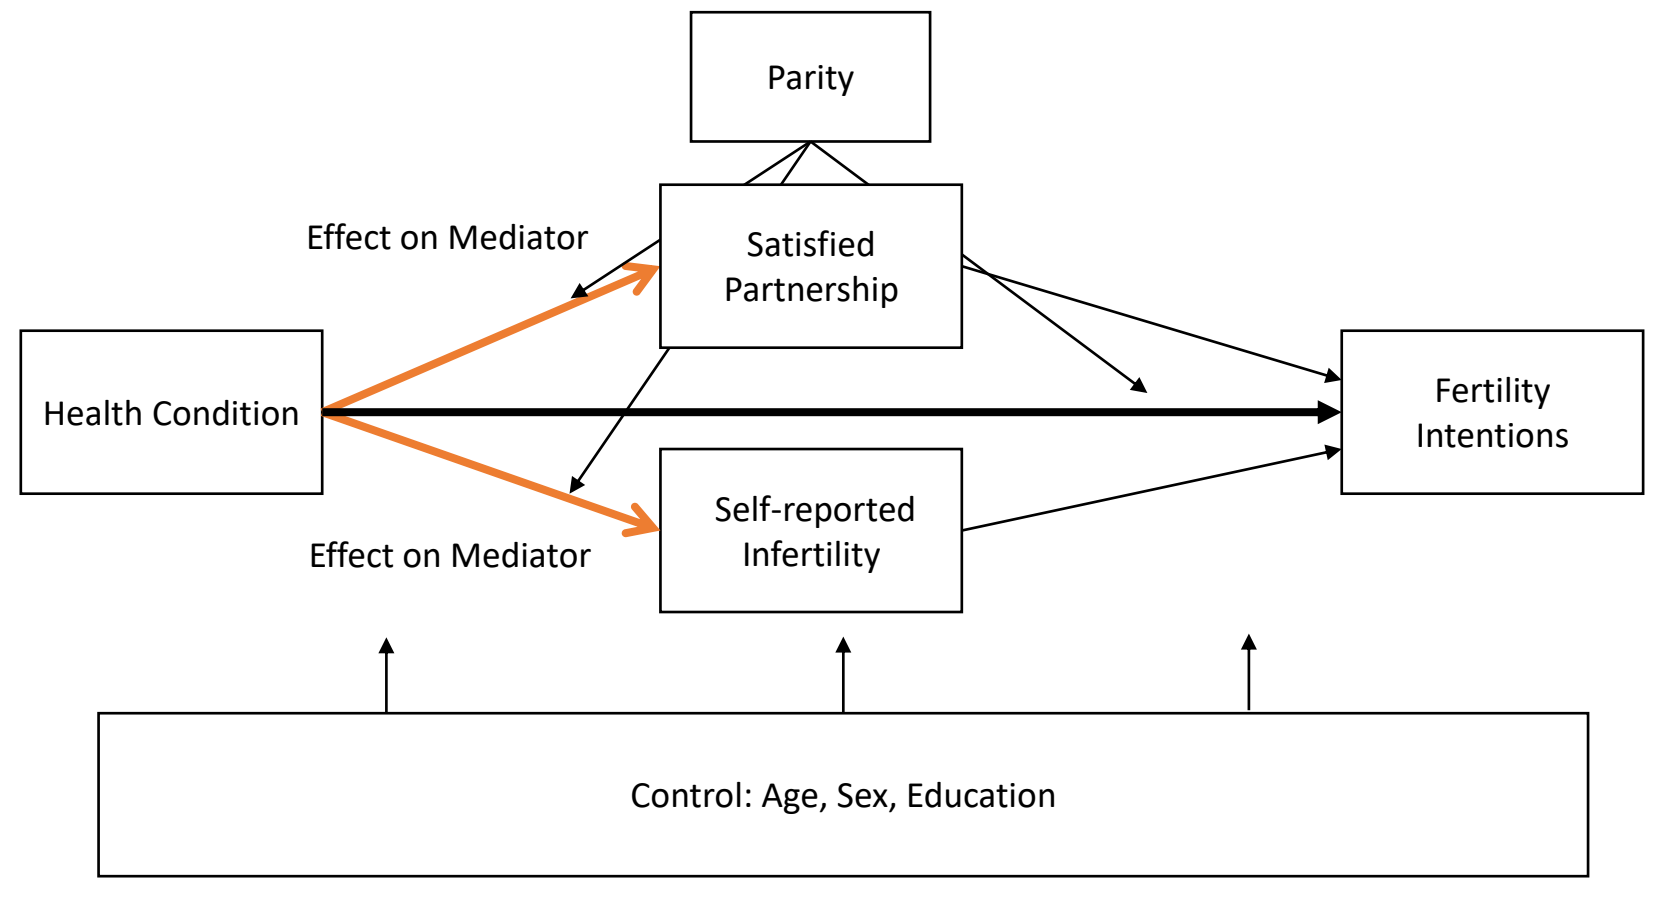 Parity
Effect on Mediator
Satisfied
Partnership
Health Condition
Fertility
Intentions
Self-reported
Infertility
Effect on Mediator
Control: Age, Sex, Education